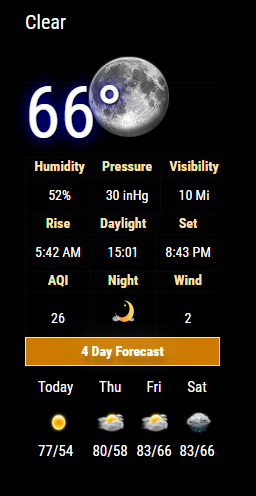 Clear
66°
Humidity Pressure Visibility
52% 30 inHg 10 Mi
Rise Daylight Set
5:42 AM 15:01 8:43 PM
AQI Night Wind
26 2
4 Day Forecast
Today Thu Fri Sat
77/54 80/58 83/66 83/66